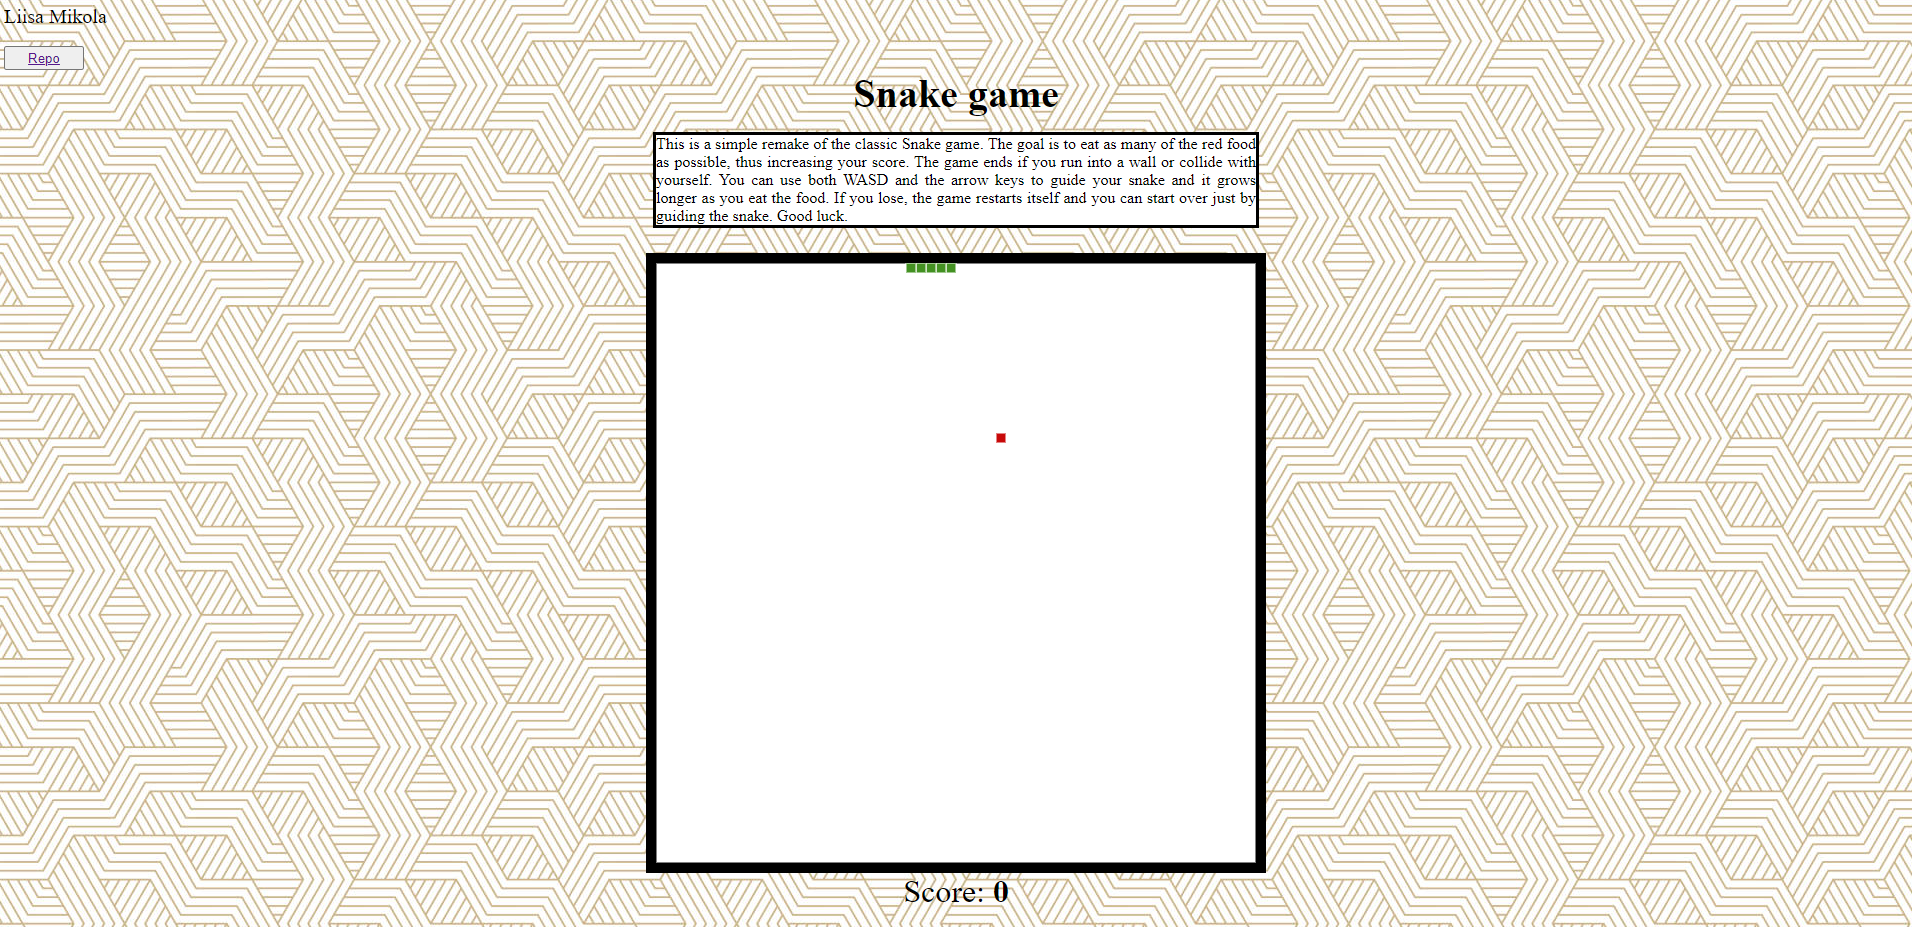 Liisa Mikola
Repo
Snake game
This is a simple remake of the classic Snake game. The goal is to eat as many of the red food
as possible, thus increasing your score. The game ends if you run into a wall or collide with
yourself. You can use both WASD and the arrow keys to guide your snake and it grows
longer as you eat the food. If you lose, the game restarts itself and you can start over just by
guiding the snake. Good luck.
Score: 0